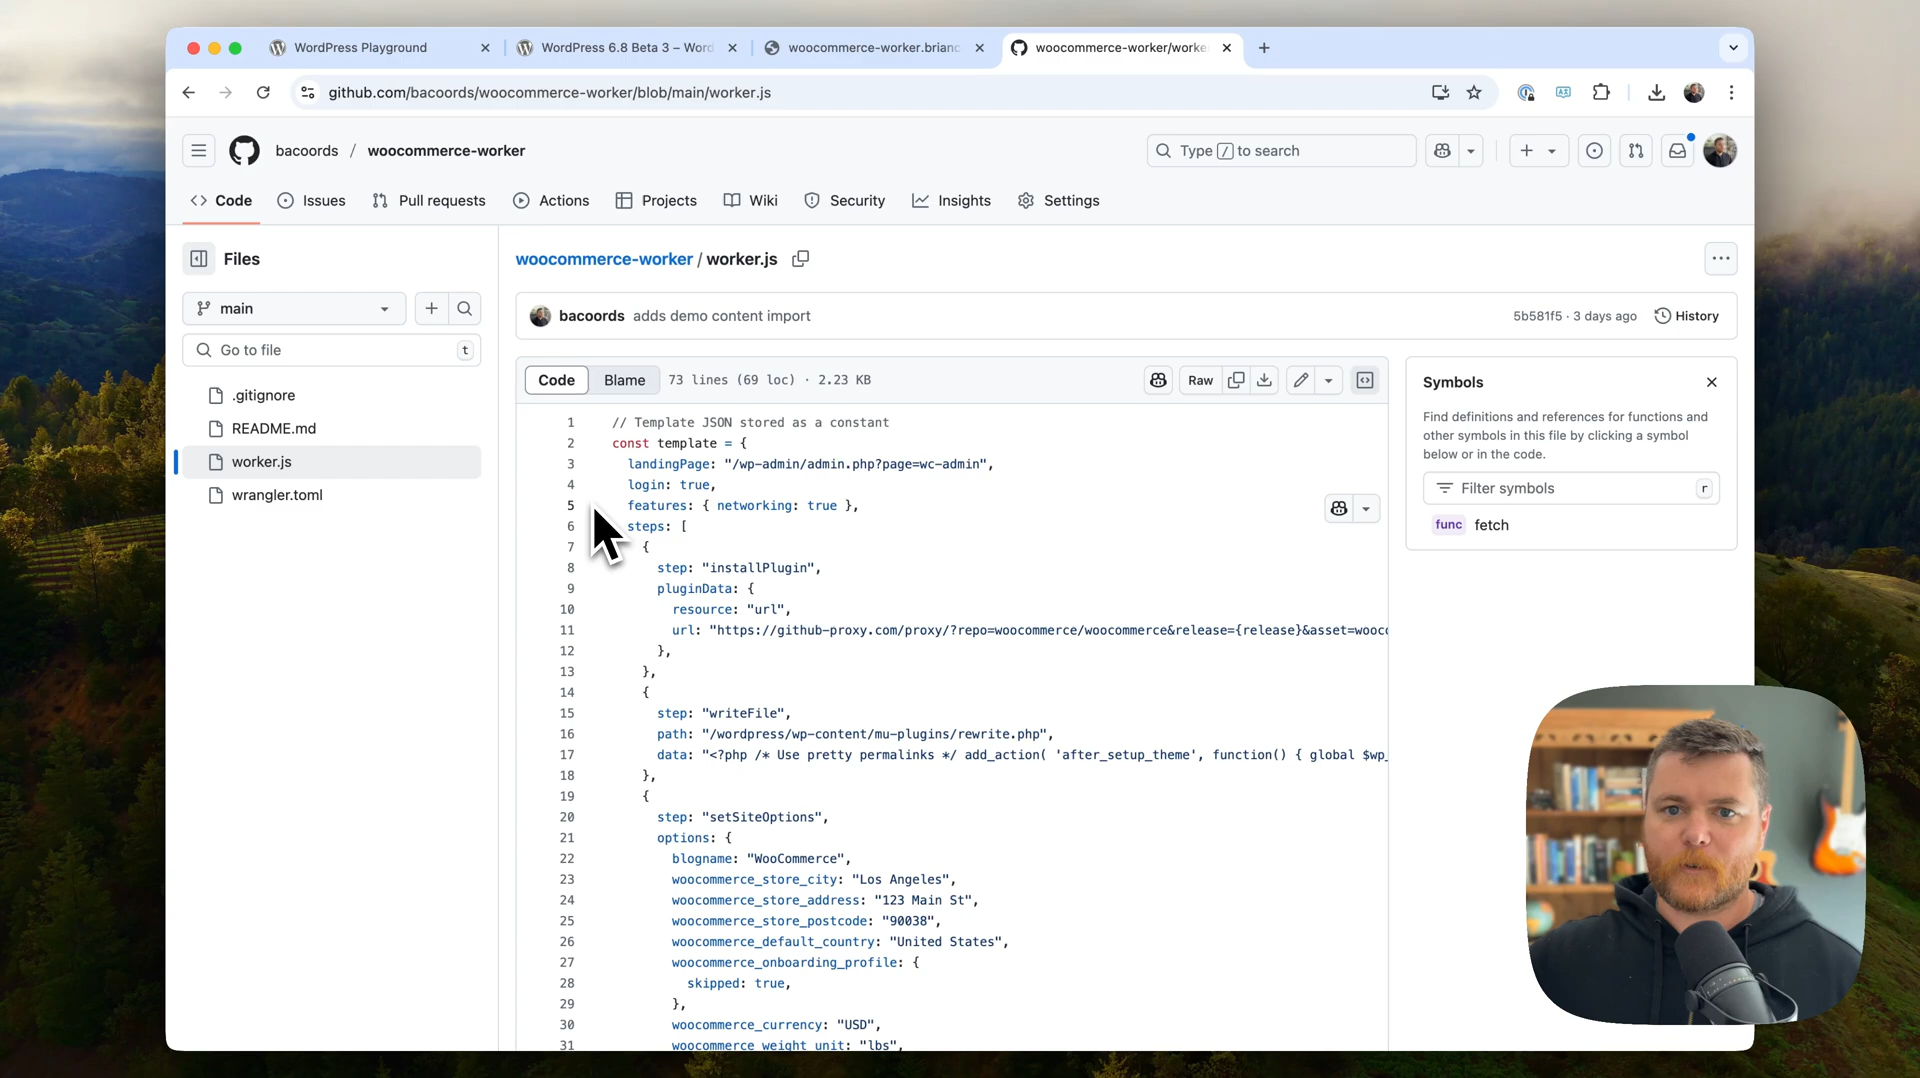 WordPress Playground
WordPress 6.8 Beta 3 – Word
woocommerce-worker.brianc
woocommerce-worker/worke
github.com/bacoords/woocommerce-worker/blob/main/worker.js
bacoords / woocommerce-worker
Type / to search
Code
Issues
Pull requests
Actions
Projects
Wiki
Security
Insights
Settings
Files
main
Go to file
t
.gitignore
README.md
worker.js
wrangler.toml
woocommerce-worker / worker.js
bacoords adds demo content import
5b581f5 · 3 days ago
History
Code
Blame
73 lines (69 loc) · 2.23 KB
Raw
1 // Template JSON stored as a constant
2 const template = {
3 landingPage: "/wp-admin/admin.php?page=wc-admin",
4 login: true,
5 features: { networking: true },
6 steps: [
7 {
8 step: "installPlugin",
9 pluginData: {
10 resource: "url",
11 url: "https://github-proxy.com/proxy/?repo=woocommerce/woocommerce&release={release}&asset=wooc
12 },
13 },
14 {
15 step: "writeFile",
16 path: "/wordpress/wp-content/mu-plugins/rewrite.php",
17 data: "<?php /* Use pretty permalinks */ add_action( 'after_setup_theme', function() { global $wp_
18 },
19 {
20 step: "setSiteOptions",
21 options: {
22 blogname: "WooCommerce",
23 woocommerce_store_city: "Los Angeles",
24 woocommerce_store_address: "123 Main St",
25 woocommerce_store_postcode: "90038",
26 woocommerce_default_country: "United States",
27 woocommerce_onboarding_profile: {
28 skipped: true,
29 },
30 woocommerce_currency: "USD",
31 woocommerce_weight_unit: "lbs",
Symbols
Find definitions and references for functions and
other symbols in this file by clicking a symbol
below or in the code.
Filter symbols
r
func fetch